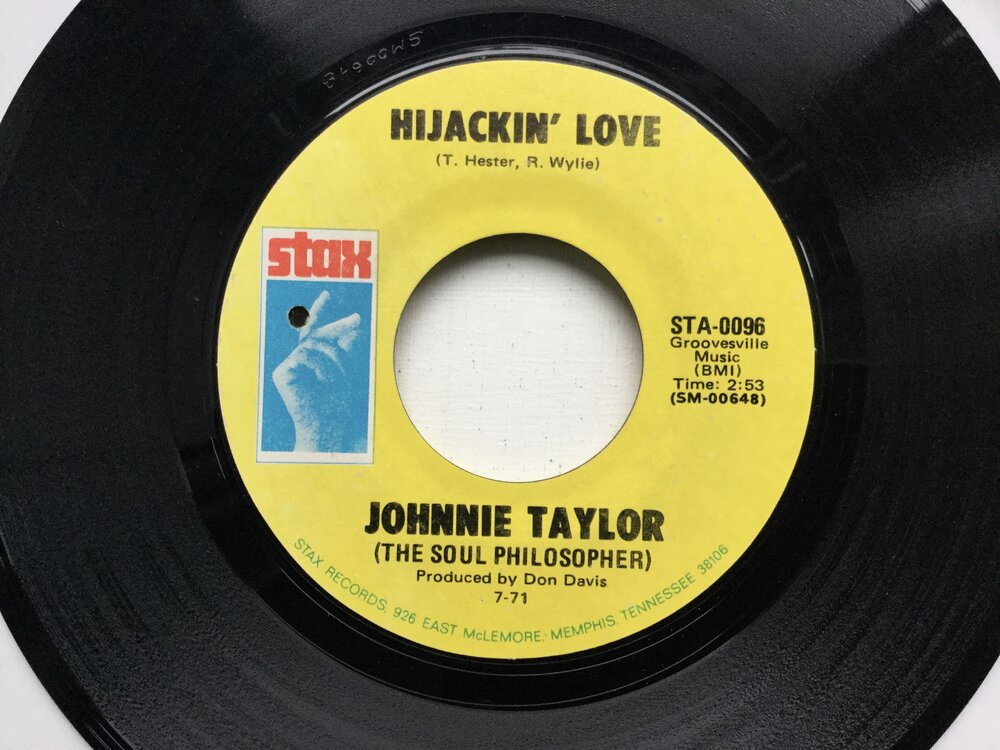 SM00648
HIJACKIN' LOVE
(T. Hester, R. Wylie)
stax
STA-0096
Groovesville
Music
(BMI)
Time: 2:53
(SM-00648)
JOHNNIE TAYLOR
(THE SOUL PHILOSOPHER)
Produced by Don Davis
7-71
STAX RECORDS, 926 EAST McLEMORE, MEMPHIS, TENNESSEE 38106